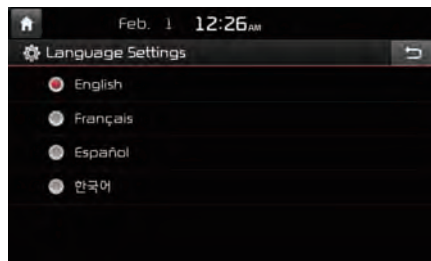 Feb. 1 12:26AM
Language Settings
English
Français
Español
한국어